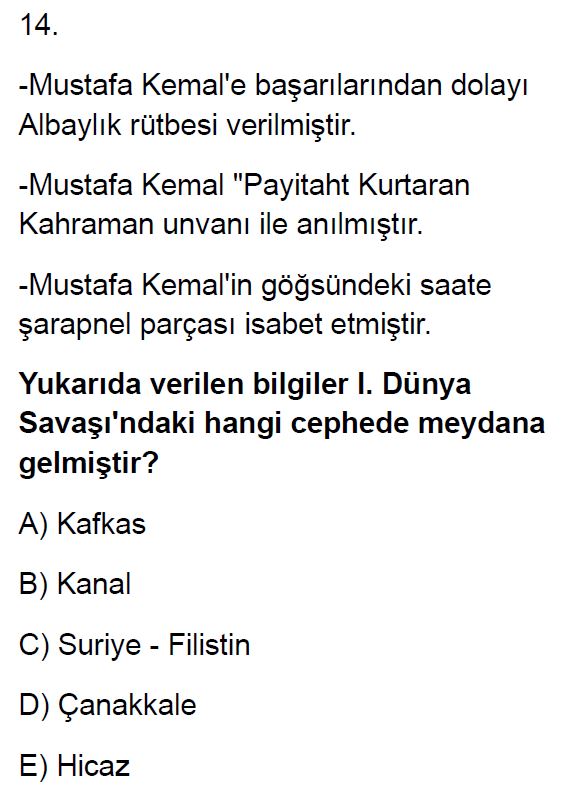 14.
-Mustafa Kemal'e başarılarından dolayı
Albaylık rütbesi verilmiştir.
-Mustafa Kemal "Payitaht Kurtaran
Kahraman unvanı ile anılmıştır.
-Mustafa Kemal'in göğsündeki saate
şarapnel parçası isabet etmiştir.
Yukarıda verilen bilgiler I. Dünya
Savaşı'ndaki hangi cephede meydana
gelmiştir?
A) Kafkas
B) Kanal
C) Suriye - Filistin
D) Çanakkale
E) Hicaz